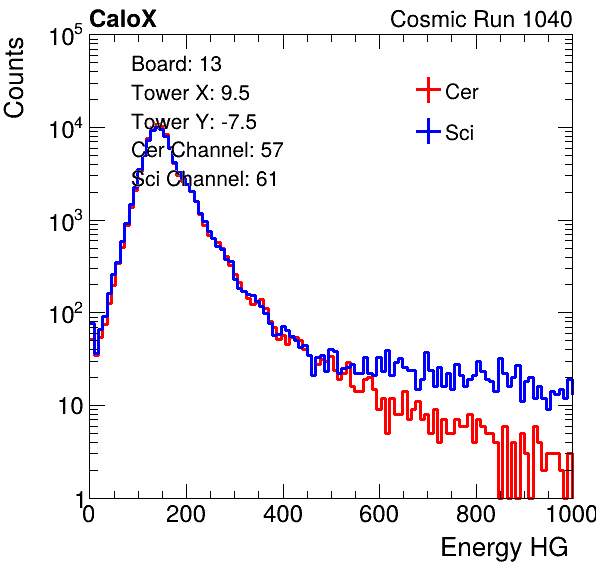 CaloX Cosmic Run 1040
Counts
10^5
10^4
10^3
10^2
10
1
Board: 13
Tower X: 9.5
Tower Y: -7.5
Cer Channel: 57
Sci Channel: 61
Cer
Sci
0 200 400 600 800 1000
Energy HG